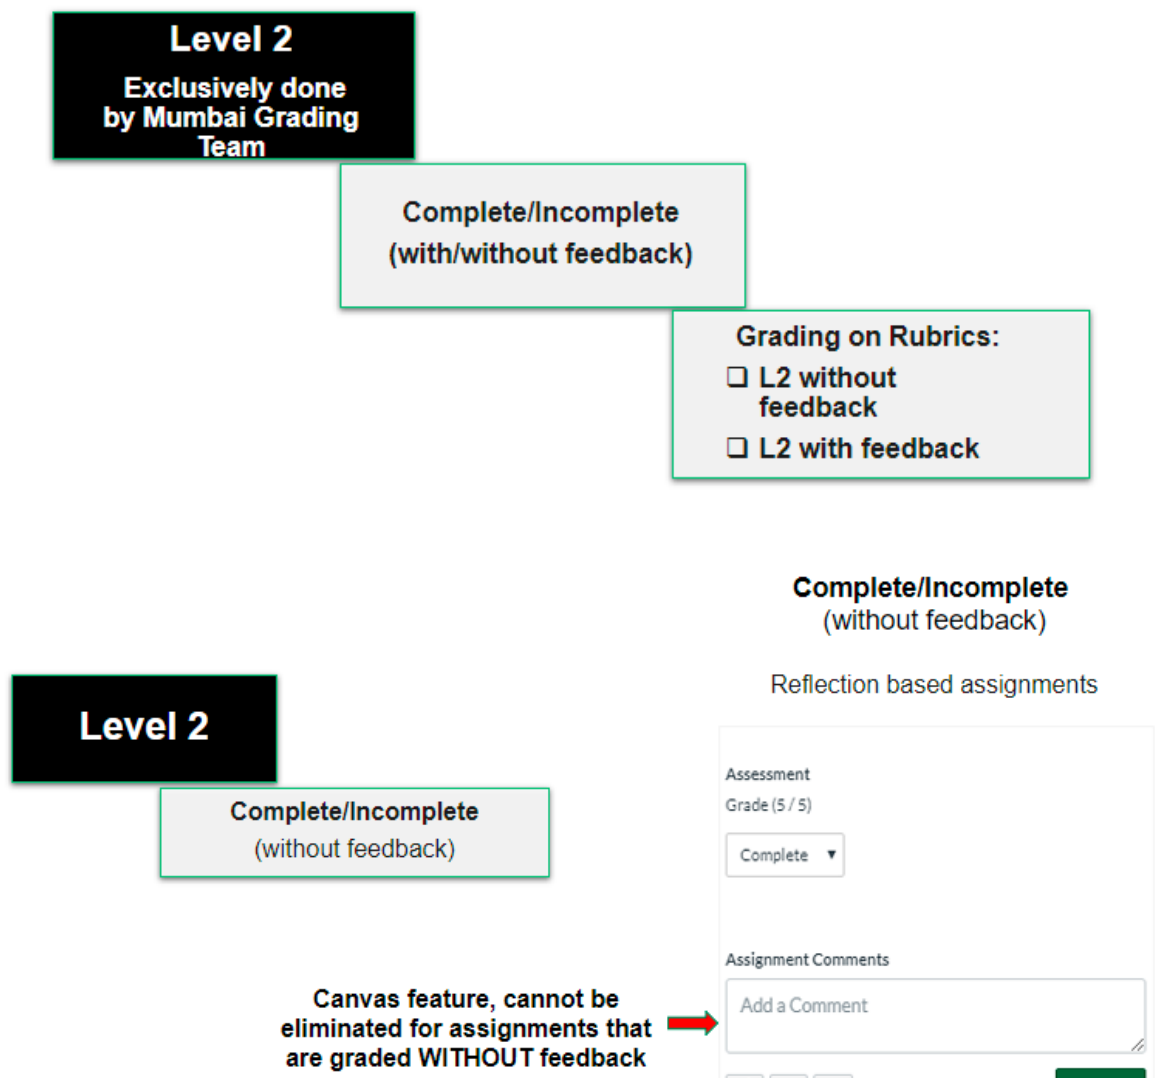 Level 2
Exclusively done
by Mumbai Grading
Team
Complete/Incomplete
(with/without feedback)
Grading on Rubrics:
❏ L2 without
feedback
❏ L2 with feedback
Complete/Incomplete
(without feedback)
Reflection based assignments
Level 2
Complete/Incomplete
(without feedback)
Assessment
Grade (5 / 5)
Complete ▼
Assignment Comments
Add a Comment
Canvas feature, cannot be
eliminated for assignments that
are graded WITHOUT feedback